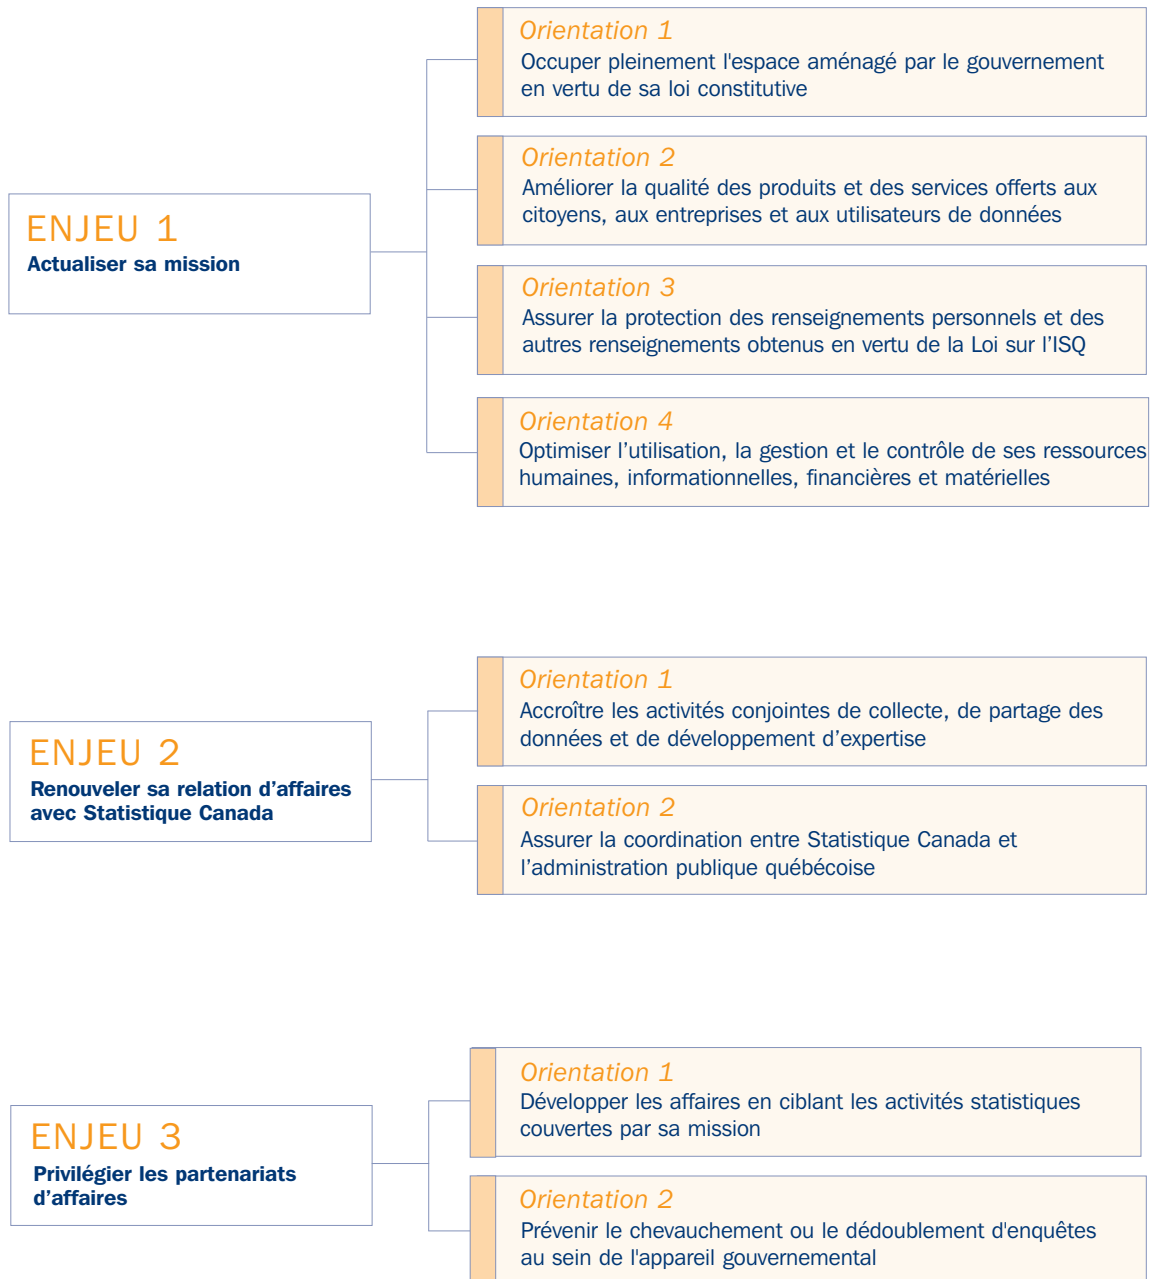 ENJEU 1
Actualiser sa mission
Orientation 1
Occuper pleinement l'espace aménagé par le gouvernement
en vertu de sa loi constitutive
Orientation 2
Améliorer la qualité des produits et des services offerts aux
citoyens, aux entreprises et aux utilisateurs de données
Orientation 3
Assurer la protection des renseignements personnels et des
autres renseignements obtenus en vertu de la Loi sur l’ISQ
Orientation 4
Optimiser l’utilisation, la gestion et le contrôle de ses ressources
humaines, informationnelles, financières et matérielles
ENJEU 2
Renouveler sa relation d’affaires
avec Statistique Canada
Orientation 1
Accroître les activités conjointes de collecte, de partage des
données et de développement d’expertise
Orientation 2
Assurer la coordination entre Statistique Canada et
l’administration publique québécoise
ENJEU 3
Privilégier les partenariats
d’affaires
Orientation 1
Développer les affaires en ciblant les activités statistiques
couvertes par sa mission
Orientation 2
Prévenir le chevauchement ou le dédoublement d'enquêtes
au sein de l'appareil gouvernemental